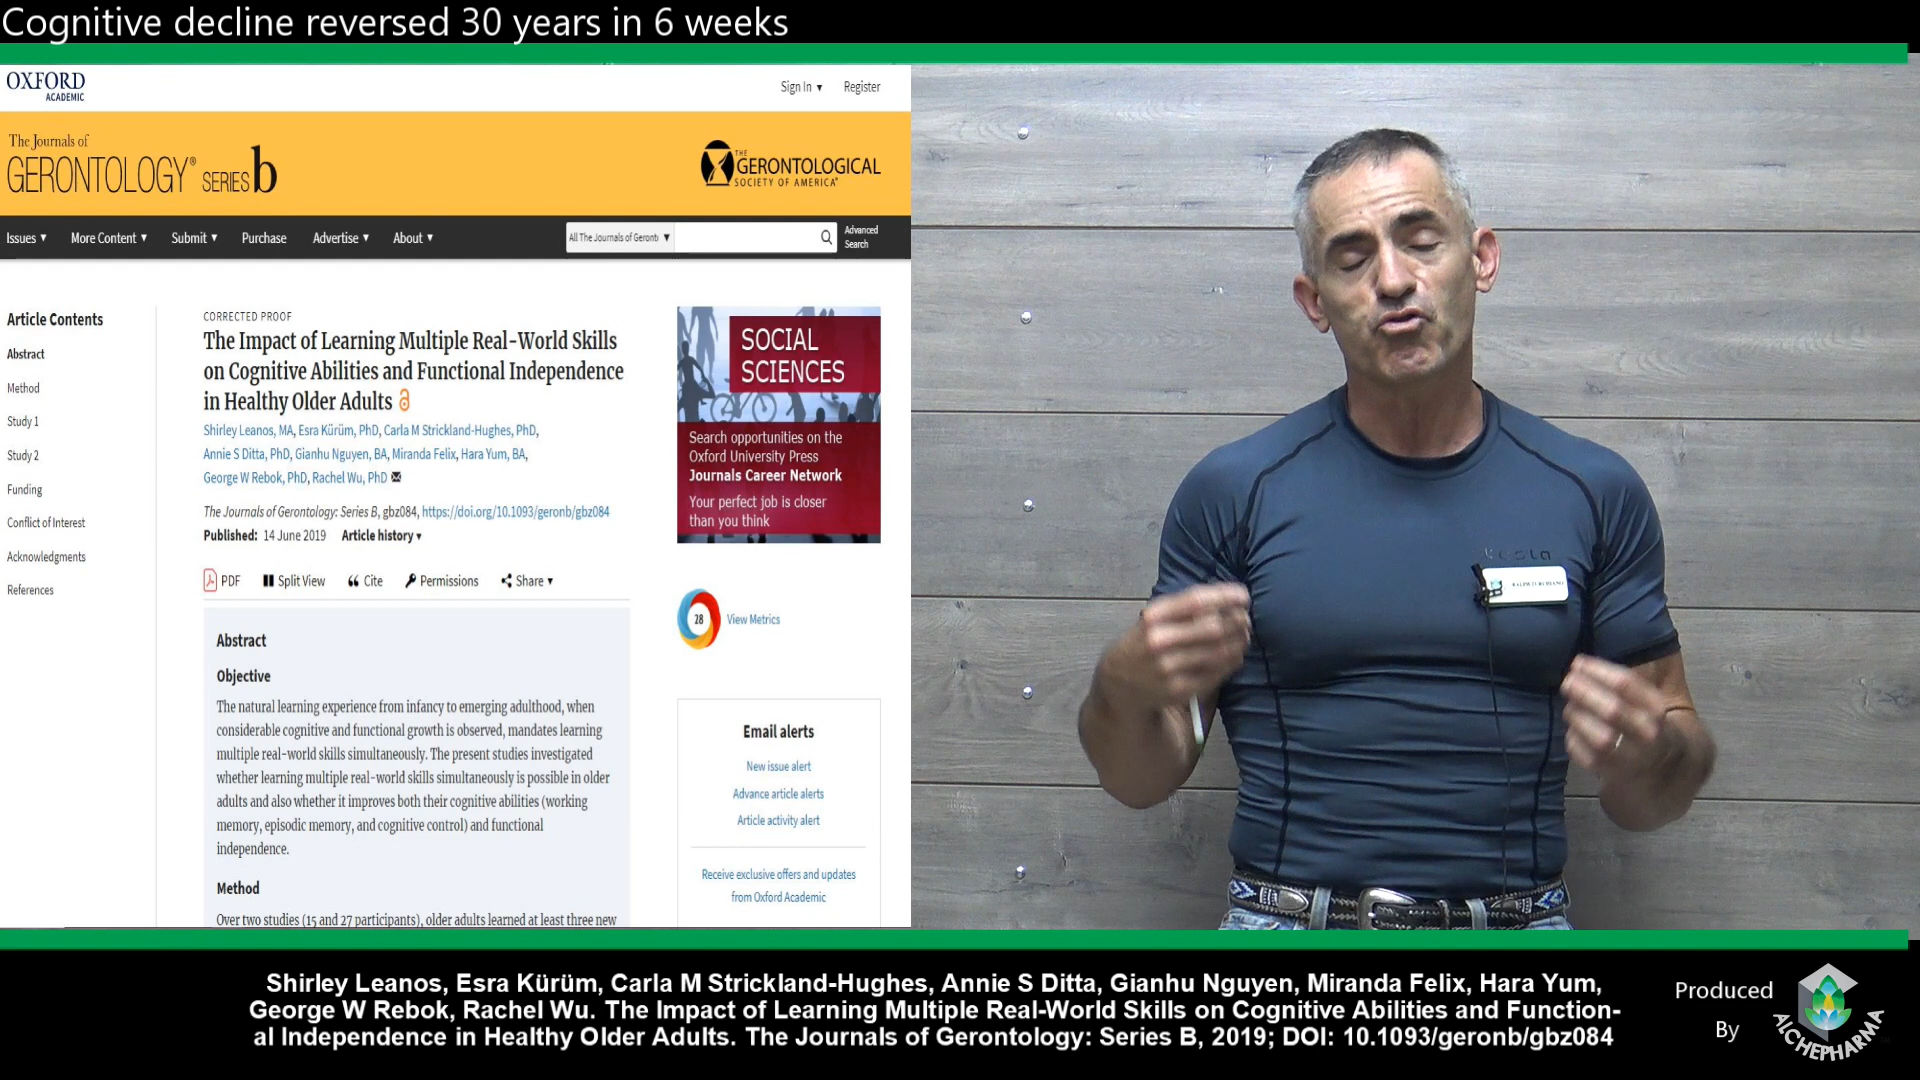 Cognitive decline reversed 30 years in 6 weeks
OXFORD
ACADEMIC
Sign In ▼
Register
The Journals of
GERONTOLOGY® SERIES b
THE
GERONTOLOGICAL
SOCIETY OF AMERICA®
Issues ▼
More Content ▼
Submit ▼
Purchase
Advertise ▼
About ▼
All The Journals of Geront ▼
Advanced
Search
Article Contents
Abstract
Method
Study 1
Study 2
Funding
Conflict of Interest
Acknowledgments
References
CORRECTED PROOF
The Impact of Learning Multiple Real-World Skills
on Cognitive Abilities and Functional Independence
in Healthy Older Adults
Shirley Leanos, MA, Esra Kürüm, PhD, Carla M Strickland-Hughes, PhD,
Annie S Ditta, PhD, Gianhu Nguyen, BA, Miranda Felix, Hara Yum, BA,
George W Rebok, PhD, Rachel Wu, PhD
The Journals of Gerontology: Series B, gbz084, https://doi.org/10.1093/geronb/gbz084
Published: 14 June 2019 Article history ▼
PDF
Split View
Cite
Permissions
Share ▼
Abstract
Objective
The natural learning experience from infancy to emerging adulthood, when
considerable cognitive and functional growth is observed, mandates learning
multiple real-world skills simultaneously. The present studies investigated
whether learning multiple real-world skills simultaneously is possible in older
adults and also whether it improves both their cognitive abilities (working
memory, episodic memory, and cognitive control) and functional
independence.
Method
Over two studies (15 and 27 participants), older adults learned at least three new
SOCIAL
SCIENCES
Search opportunities on the
Oxford University Press
Journals Career Network
Your perfect job is closer
than you think
28
View Metrics
Email alerts
New issue alert
Advance article alerts
Article activity alert
Receive exclusive offers and updates
from Oxford Academic
tesla
Shirley Leanos, Esra Kürüm, Carla M Strickland-Hughes, Annie S Ditta, Gianhu Nguyen, Miranda Felix, Hara Yum,
George W Rebok, Rachel Wu. The Impact of Learning Multiple Real-World Skills on Cognitive Abilities and Function-
al Independence in Healthy Older Adults. The Journals of Gerontology: Series B, 2019; DOI: 10.1093/geronb/gbz084
Produced
By
ALCHEPHARMA